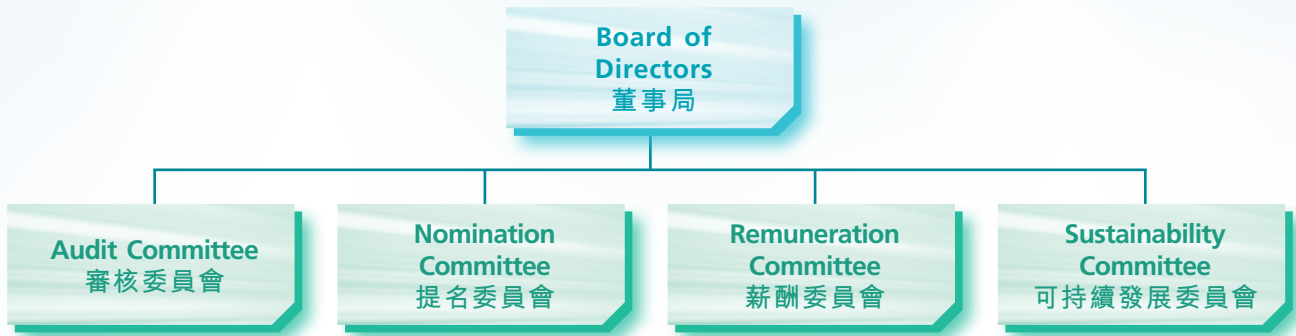 Board of
Directors
董事局
Audit Committee
審核委員會
Nomination
Committee
提名委員會
Remuneration
Committee
薪酬委員會
Sustainability
Committee
可持續發展委員會